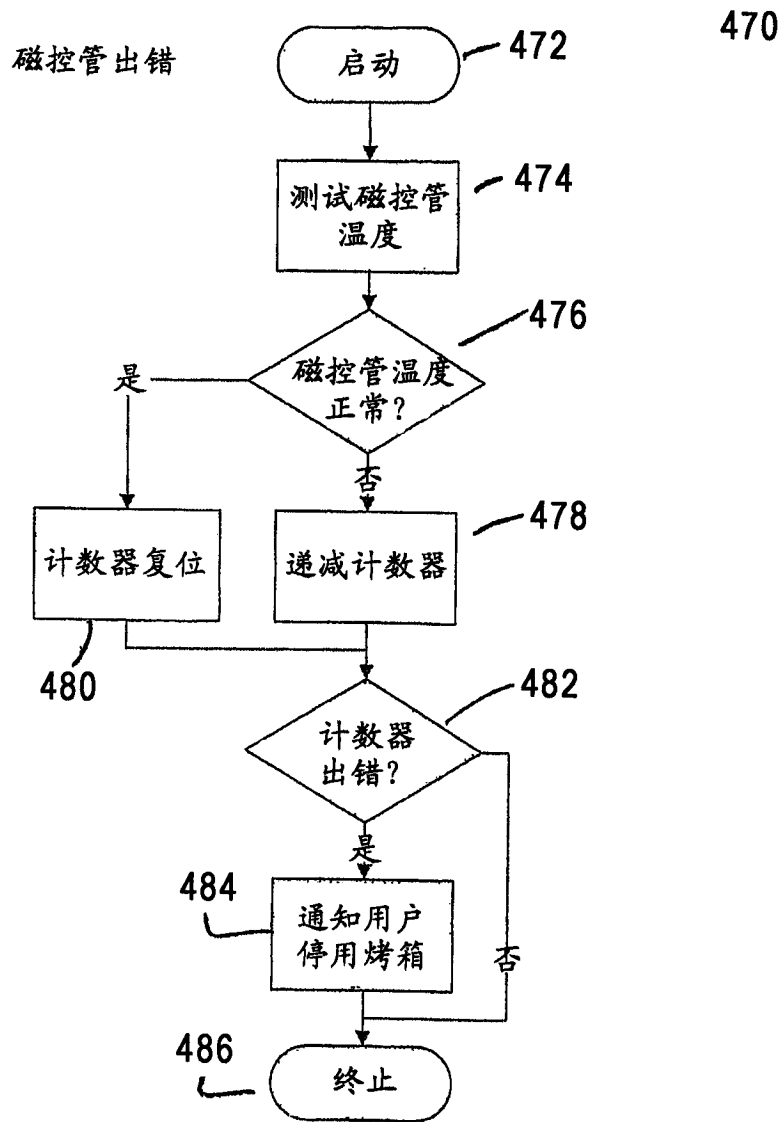 470
磁控管出错
启动
472
测试磁控管
温度
474
476
磁控管温度
正常？
是
否
478
计数器复位
递减计数器
480
482
计数器
出错？
是
484
通知用户
停用烤箱
否
486
终止